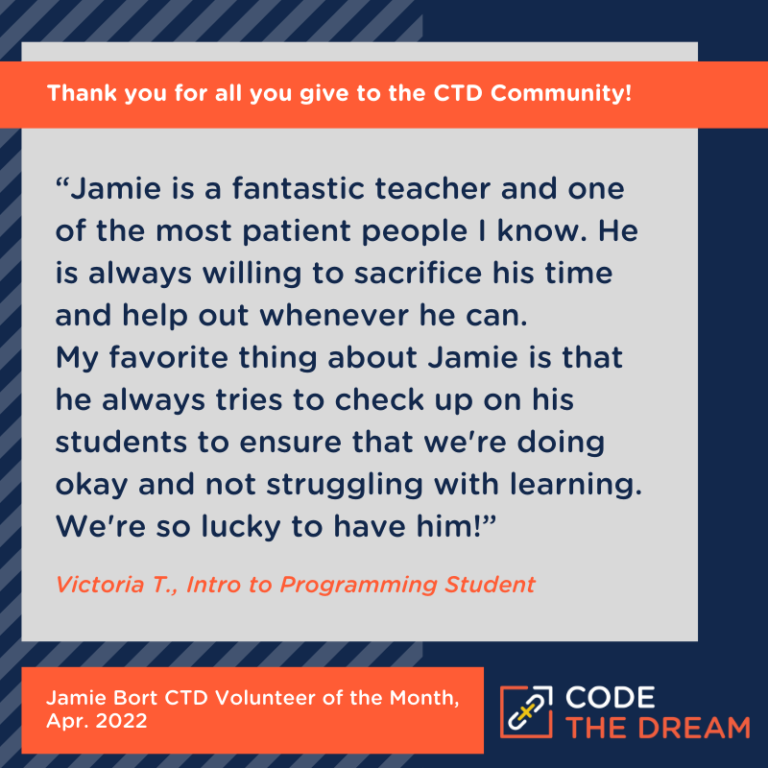 Thank you for all you give to the CTD Community!
“Jamie is a fantastic teacher and one
of the most patient people I know. He
is always willing to sacrifice his time
and help out whenever he can.
My favorite thing about Jamie is that
he always tries to check up on his
students to ensure that we're doing
okay and not struggling with learning.
We're so lucky to have him!”
Victoria T., Intro to Programming Student
Jamie Bort CTD Volunteer of the Month,
Apr. 2022
CODE
THE DREAM